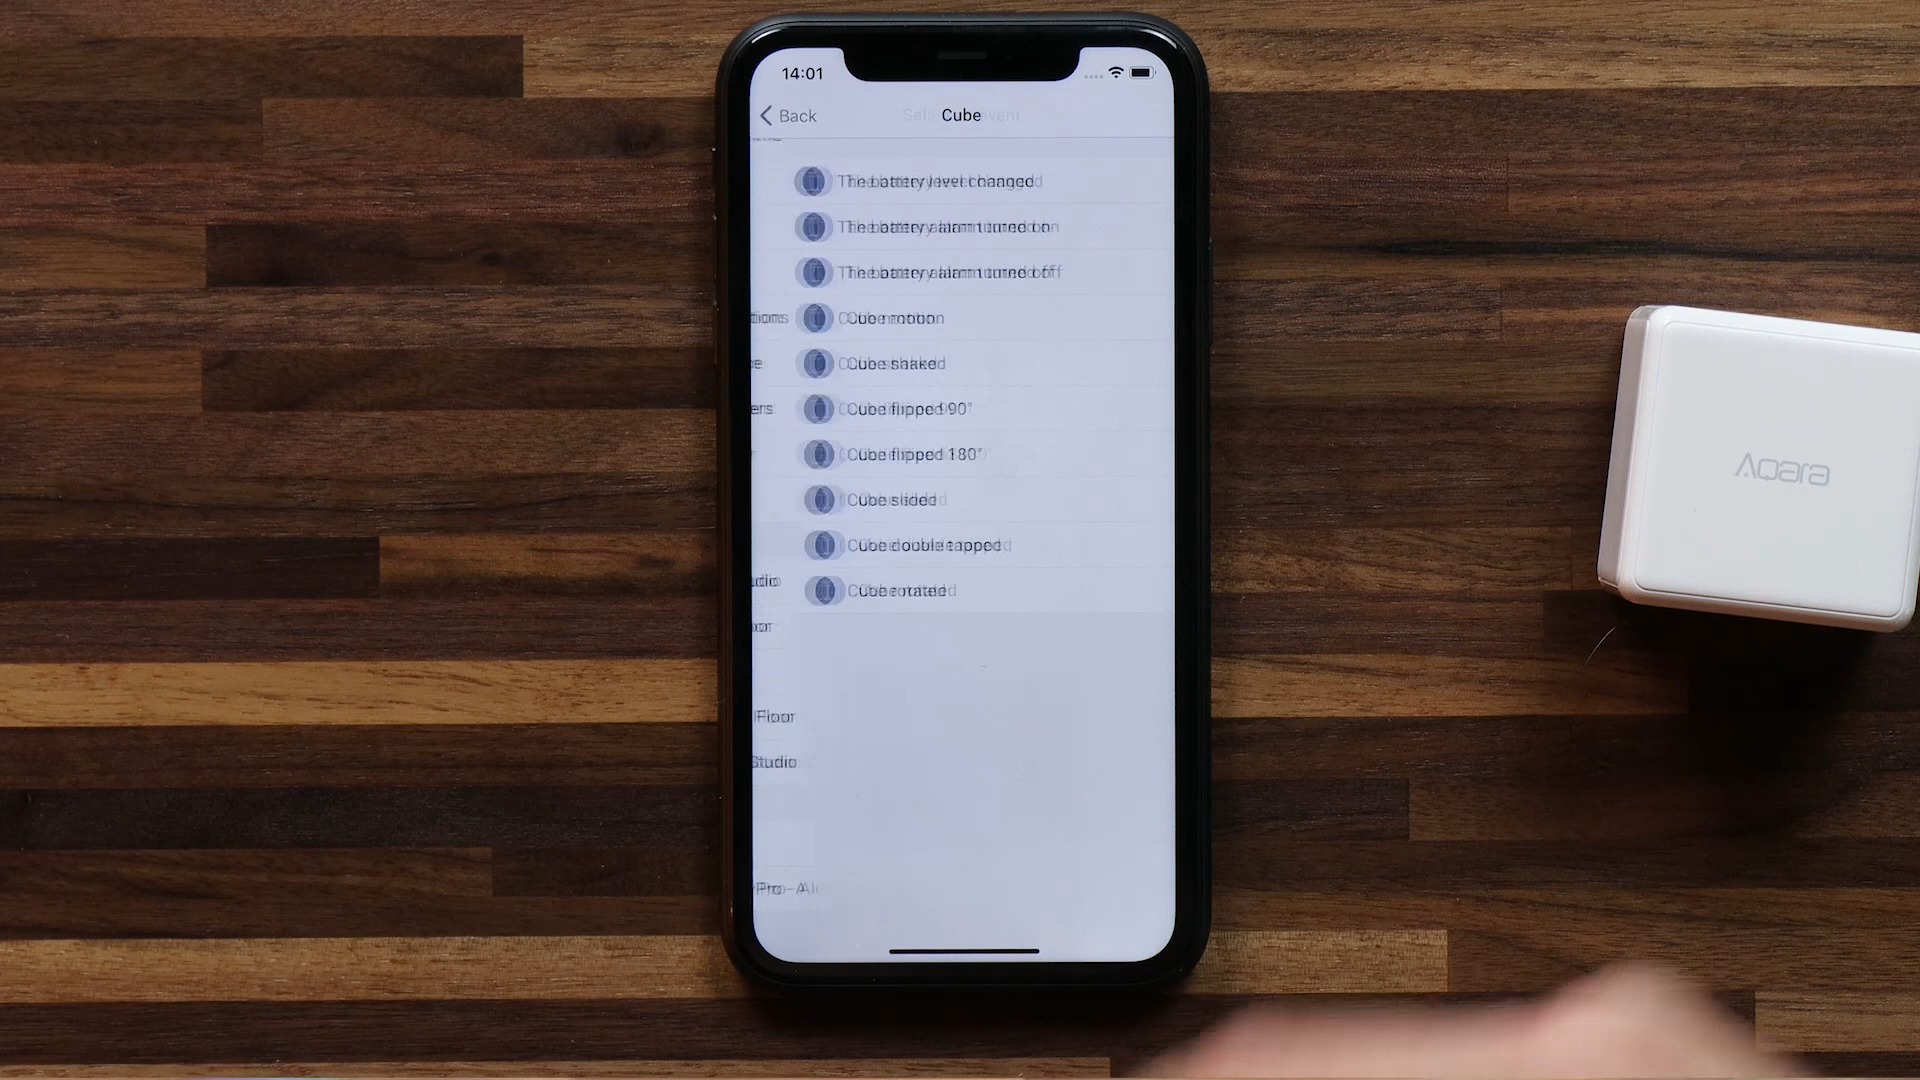 14:01
Back
Cube
The battery level changed
The battery alarm turned on
The battery alarm turned off
Cube motion
Cube shaked
Cube flipped 90°
Cube flipped 180°
Cube slided
Cube double tapped
Cube rotated
Floor
Studio
Aqara